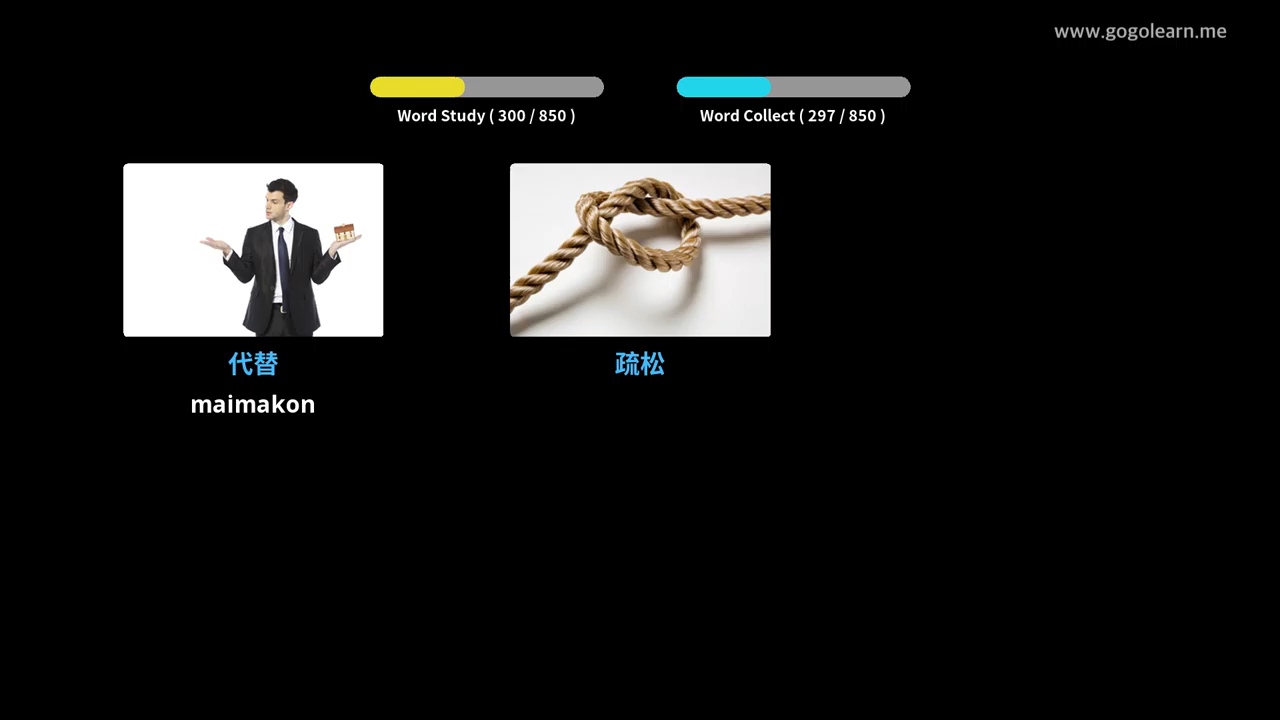 www.gogolearn.me
Word Study ( 300 / 850 )
Word Collect ( 297 / 850 )
代替
疏松
maimakon